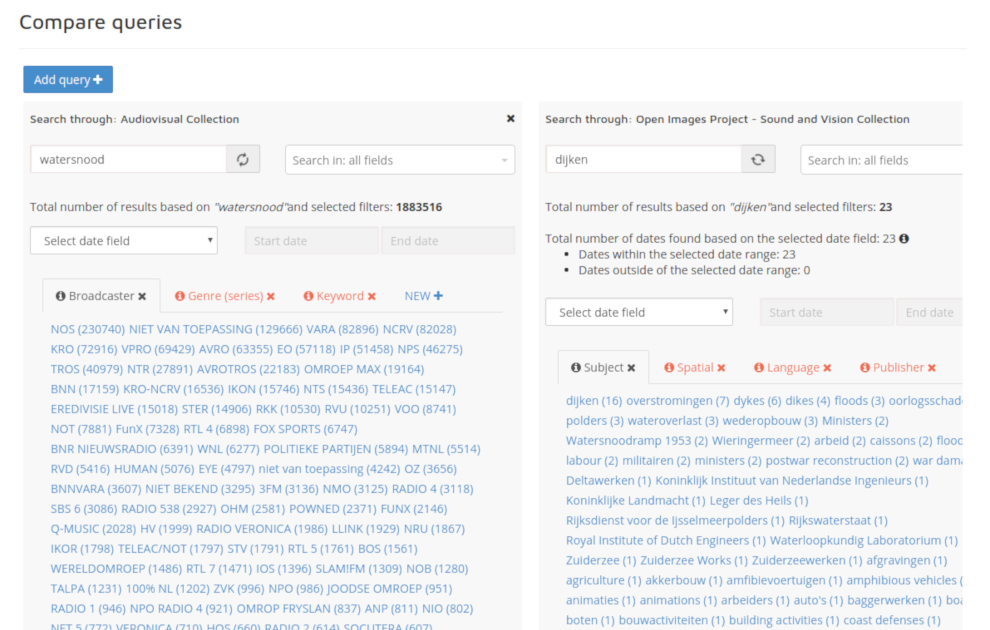 Compare queries
Add query
Search through: Audiovisual Collection
watersnood
Search in: all fields
Total number of results based on "watersnood"and selected filters: 1883516
Select date field
Start date
End date
Broadcaster
Genre (series)
Keyword
NEW
NOS (230740) NIET VAN TOEPASSING (129666) VARA (82896) NCRV (82028)
KRO (72916) VPRO (69429) AVRO (63355) EO (57118) IP (51458) NPS (46275)
TROS (40979) NTR (27891) AVROTROS (22183) OMROEP MAX (19164)
BNN (17159) KRO-NCRV (16536) IKON (15746) NTS (15436) TELEAC (15147)
EREDIVISIE LIVE (15018) STER (14906) RKK (10530) RVU (10251) VOO (8741)
NOT (7881) FunX (7328) RTL 4 (6898) FOX SPORTS (6747)
BNR NIEUWSRADIO (6391) WNL (6277) POLITIEKE PARTIJEN (5894) MTNL (5514)
RVD (5416) HUMAN (5076) EYE (4797) niet van toepassing (4242) OZ (3656)
BNNVARA (3607) NIET BEKEND (3295) 3FM (3136) NMO (3125) RADIO 4 (3118)
SBS 6 (3086) RADIO 538 (2927) OHM (2581) POWNED (2371) FUNX (2146)
Q-MUSIC (2028) HV (1999) RADIO VERONICA (1986) LLINK (1929) NRU (1867)
IKOR (1798) TELEAC/NOT (1797) STV (1791) RTL 5 (1761) BOS (1561)
WERELDOMROEP (1486) RTL 7 (1471) IOS (1396) SLAM!FM (1309) NOB (1280)
TALPA (1231) 100% NL (1202) ZVK (996) NPO (986) JOODSE OMROEP (951)
RADIO 1 (946) NPO RADIO 4 (921) OMROP FRYSLAN (837) ANP (811) NIO (802)
NET 5 (772) VERONICA (710) HOS (660) RADIO 2 (614) SOCUTERA (607)
Search through: Open Images Project - Sound and Vision Collection
dijken
Search in: all fields
Total number of results based on "dijken"and selected filters: 23
Total number of dates found based on the selected date field: 23
Dates within the selected date range: 23
Dates outside of the selected date range: 0
Select date field
Start date
End date
Subject
Spatial
Language
Publisher
dijken (16) overstromingen (7) dykes (6) dikes (4) floods (3) oorlogsschad
polders (3) wateroverlast (3) wederopbouw (3) Ministers (2)
Watersnoodramp 1953 (2) Wieringermeer (2) arbeid (2) caissons (2) flooc
labour (2) militairen (2) ministers (2) postwar reconstruction (2) war dam
Deltawerken (1) Koninklijk Instituut van Nederlandse Ingenieurs (1)
Koninklijke Landmacht (1) Leger des Heils (1)
Rijksdienst voor de Ijsselmeerpolders (1) Rijkswaterstaat (1)
Royal Institute of Dutch Engineers (1) Waterloopkundig Laboratorium (1)
Zuiderzee (1) Zuiderzee Works (1) Zuiderzeewerken (1) afgravingen (1)
agriculture (1) akkerbouw (1) amfibievoertuigen (1) amphibious vehicles (
animaties (1) animations (1) arbeiders (1) auto's (1) baggerwerken (1) boa
boten (1) bouwactiviteiten (1) building activities (1) coast defenses (1)